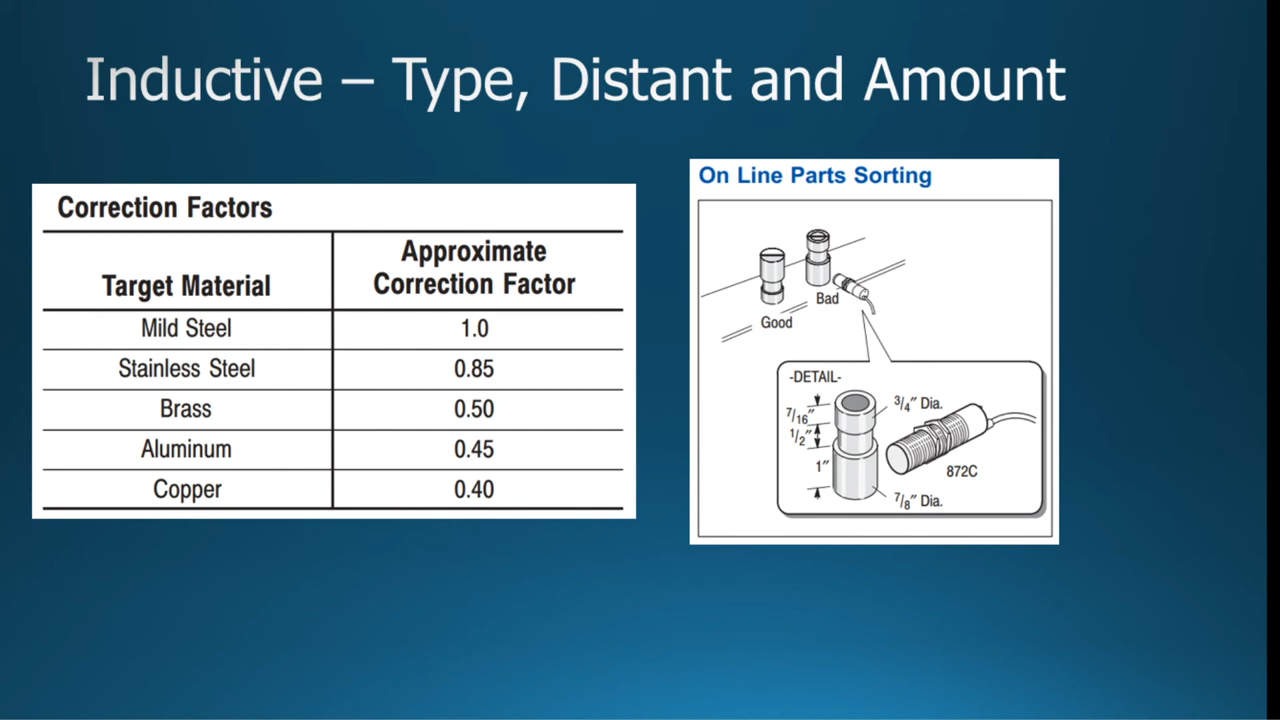 Inductive – Type, Distant and Amount
Correction Factors
Target Material
Approximate
Correction Factor
Mild Steel 1.0
Stainless Steel 0.85
Brass 0.50
Aluminum 0.45
Copper 0.40
On Line Parts Sorting
Bad
Good
-DETAIL-
3/4″ Dia.
7/16″
1/2″
1″
872C
7/8″ Dia.